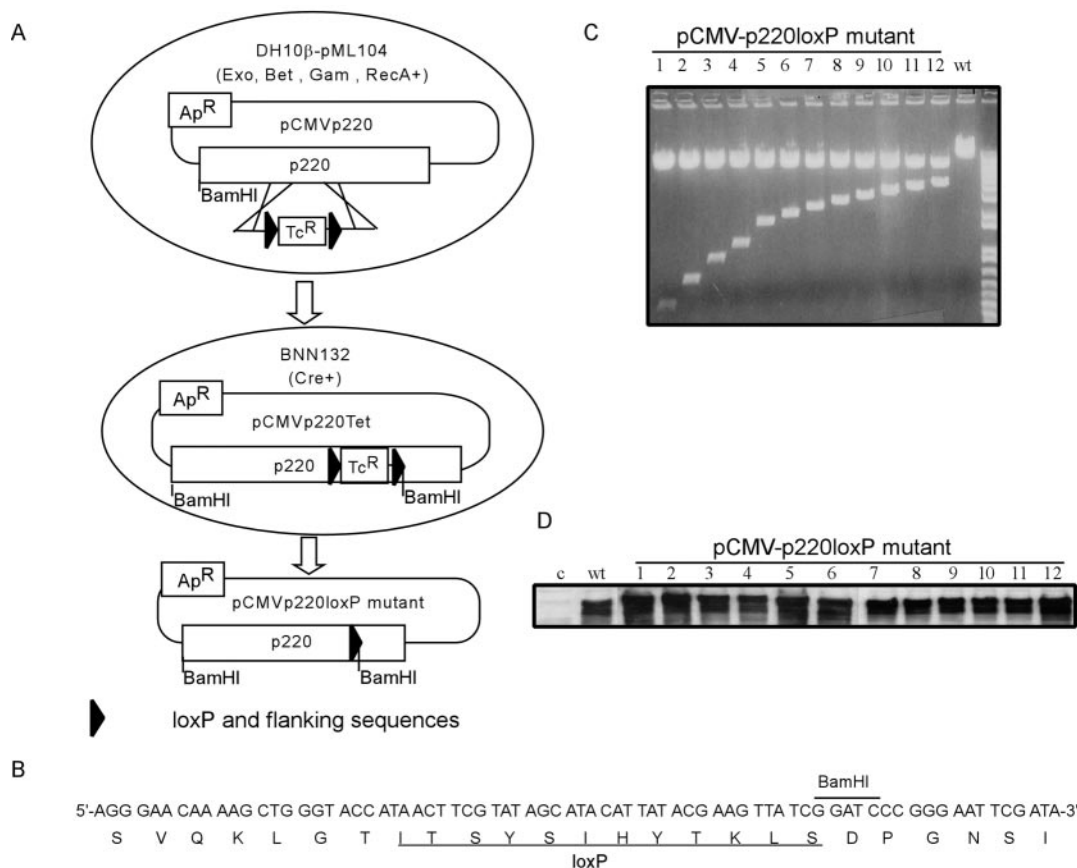 A
DH10β-pML104
(Exo, Bet , Gam , RecA+)
ApR
pCMVp220
p220
BamHI
TcR
BNN132
(Cre+)
ApR
pCMVp220Tet
p220
TcR
BamHI
BamHI
ApR
pCMVp220loxP mutant
p220
BamHI
BamHI
loxP and flanking sequences
C
pCMV-p220loxP mutant
1 2 3 4 5 6 7 8 9 10 11 12 wt
D
pCMV-p220loxP mutant
c wt 1 2 3 4 5 6 7 8 9 10 11 12
B
BamHI
5'-AGG GAA CAA AAG CTG GGT ACC ATA ACT TCG TAT AGC ATA CAT TAT ACG AAG TTA TCG GAT CCC GGG AAT TCG ATA-3'
S V Q K L G T I T S Y S I H Y T K L S D P G N S I
loxP